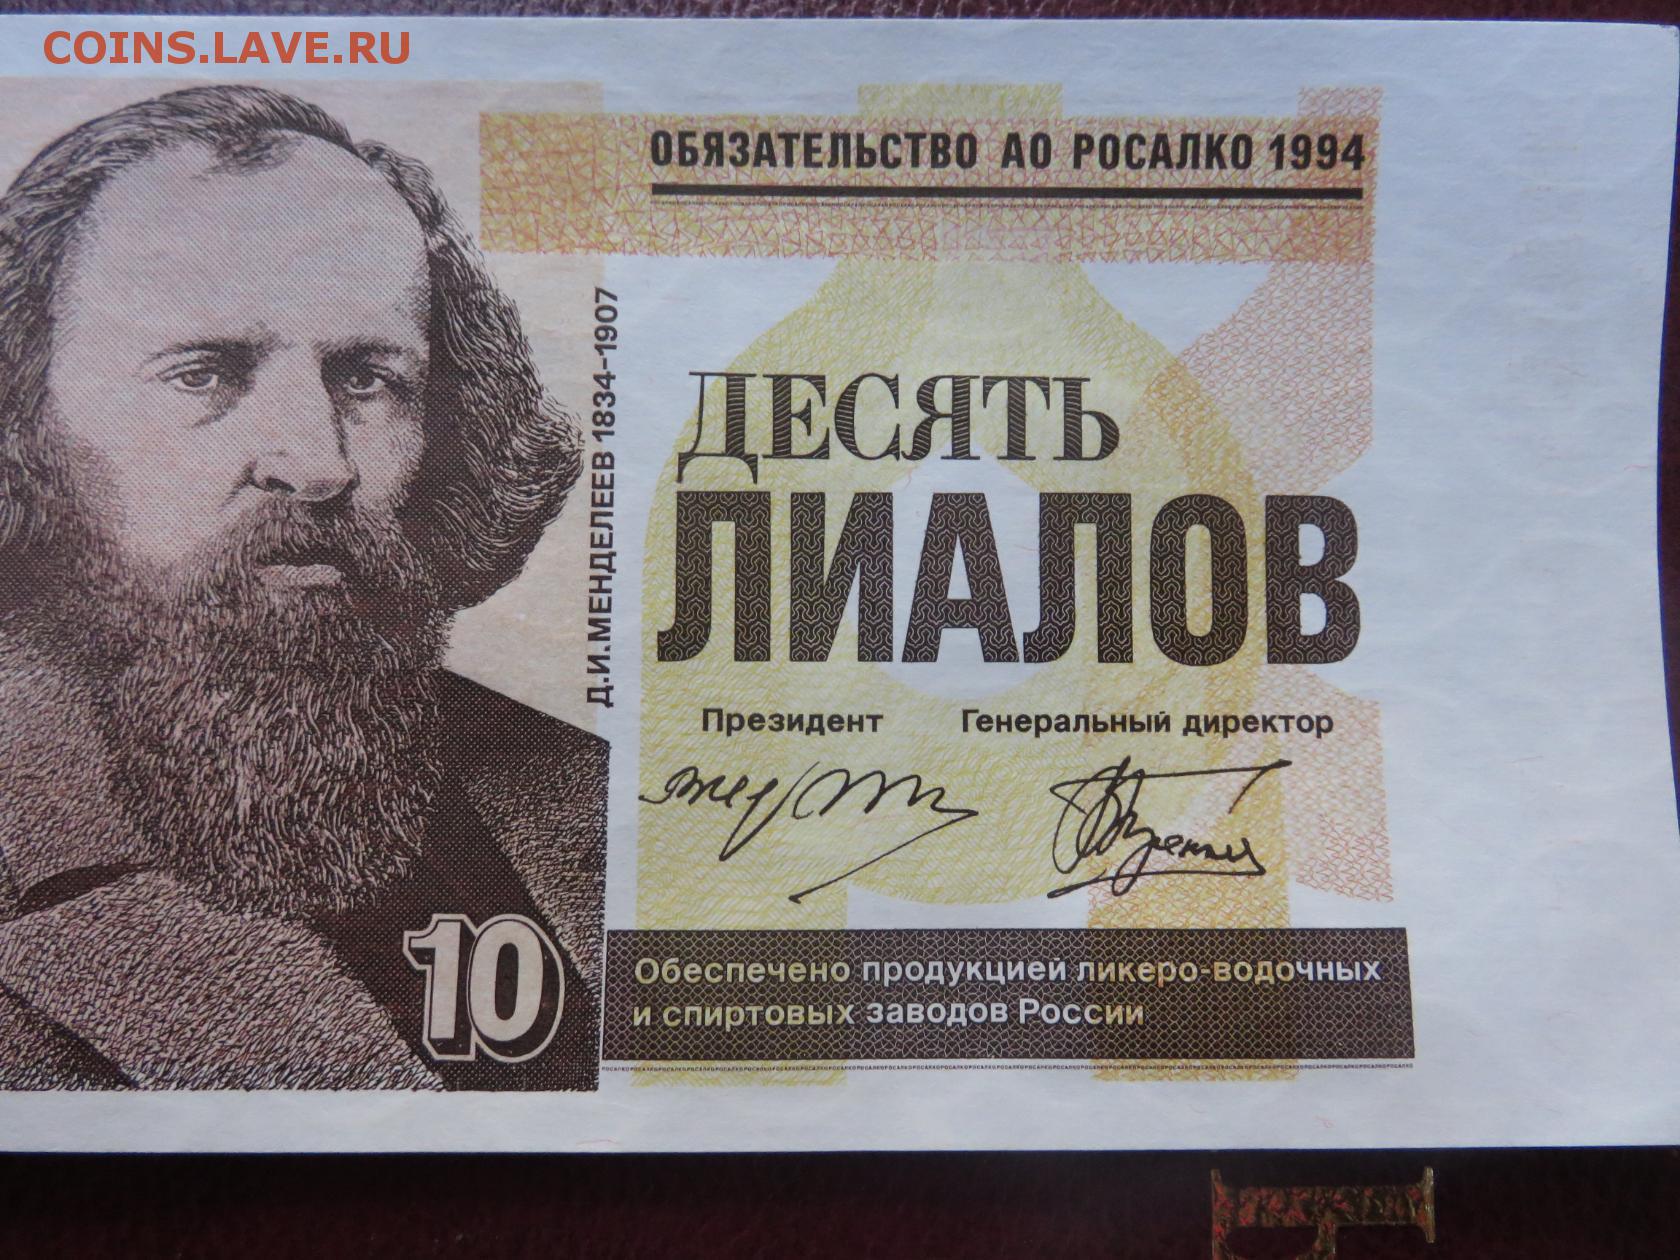 COINS.LAVE.RU
ОБЯЗАТЕЛЬСТВО АО РОСАЛКО 1994
Д.И.МЕНДЕЛЕЕВ 1834-1907
ДЕСЯТЬ
ЛИАЛОВ
Президент Генеральный директор
10
Обеспечено продукцией ликеро-водочных
и спиртовых заводов России